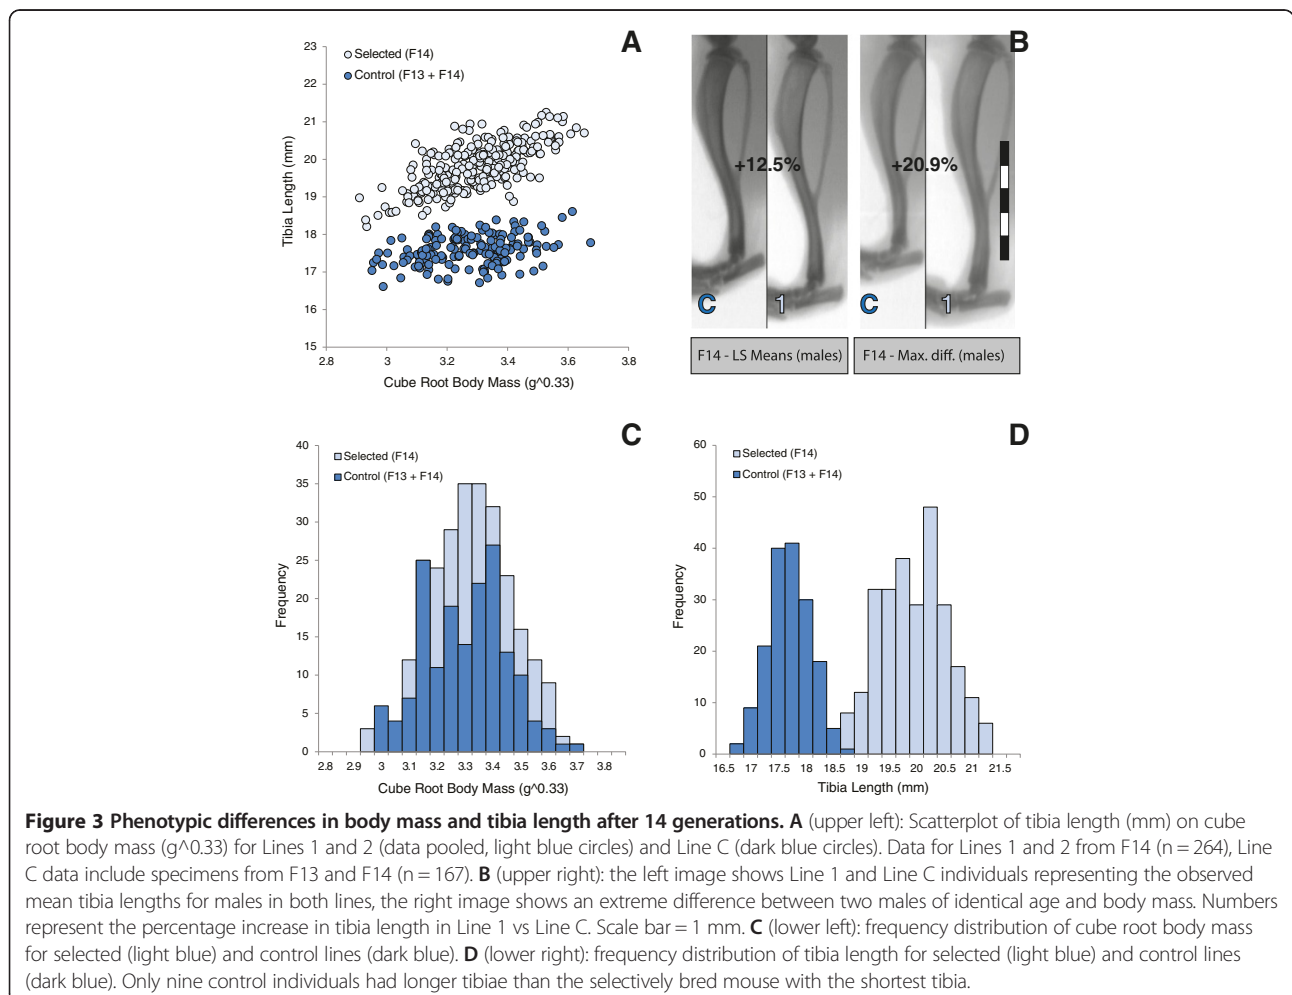 A
23
22
21
20
19
18
17
16
15
Tibia Length (mm)
Selected (F14)
Control (F13 + F14)
2.8 3 3.2 3.4 3.6 3.8
Cube Root Body Mass (g^0.33)
B
+12.5% +20.9%
C 1 C 1
F14 - LS Means (males) F14 - Max. diff. (males)
C
40
35
30
25
20
15
10
5
0
Frequency
Selected (F14)
Control (F13 + F14)
2.8 2.9 3 3.1 3.2 3.3 3.4 3.5 3.6 3.7 3.8
Cube Root Body Mass (g^0.33)
D
60
50
40
30
20
10
0
Frequency
Selected (F14)
Control (F13 + F14)
16.5 17 17.5 18 18.5 19 19.5 20 20.5 21 21.5
Tibia Length (mm)
Figure 3 Phenotypic differences in body mass and tibia length after 14 generations. A (upper left): Scatterplot of tibia length (mm) on cube
root body mass (g^0.33) for Lines 1 and 2 (data pooled, light blue circles) and Line C (dark blue circles). Data for Lines 1 and 2 from F14 (n = 264), Line
C data include specimens from F13 and F14 (n = 167). B (upper right): the left image shows Line 1 and Line C individuals representing the observed
mean tibia lengths for males in both lines, the right image shows an extreme difference between two males of identical age and body mass. Numbers
represent the percentage increase in tibia length in Line 1 vs Line C. Scale bar = 1 mm. C (lower left): frequency distribution of cube root body mass
for selected (light blue) and control lines (dark blue). D (lower right): frequency distribution of tibia length for selected (light blue) and control lines
(dark blue). Only nine control individuals had longer tibiae than the selectively bred mouse with the shortest tibia.